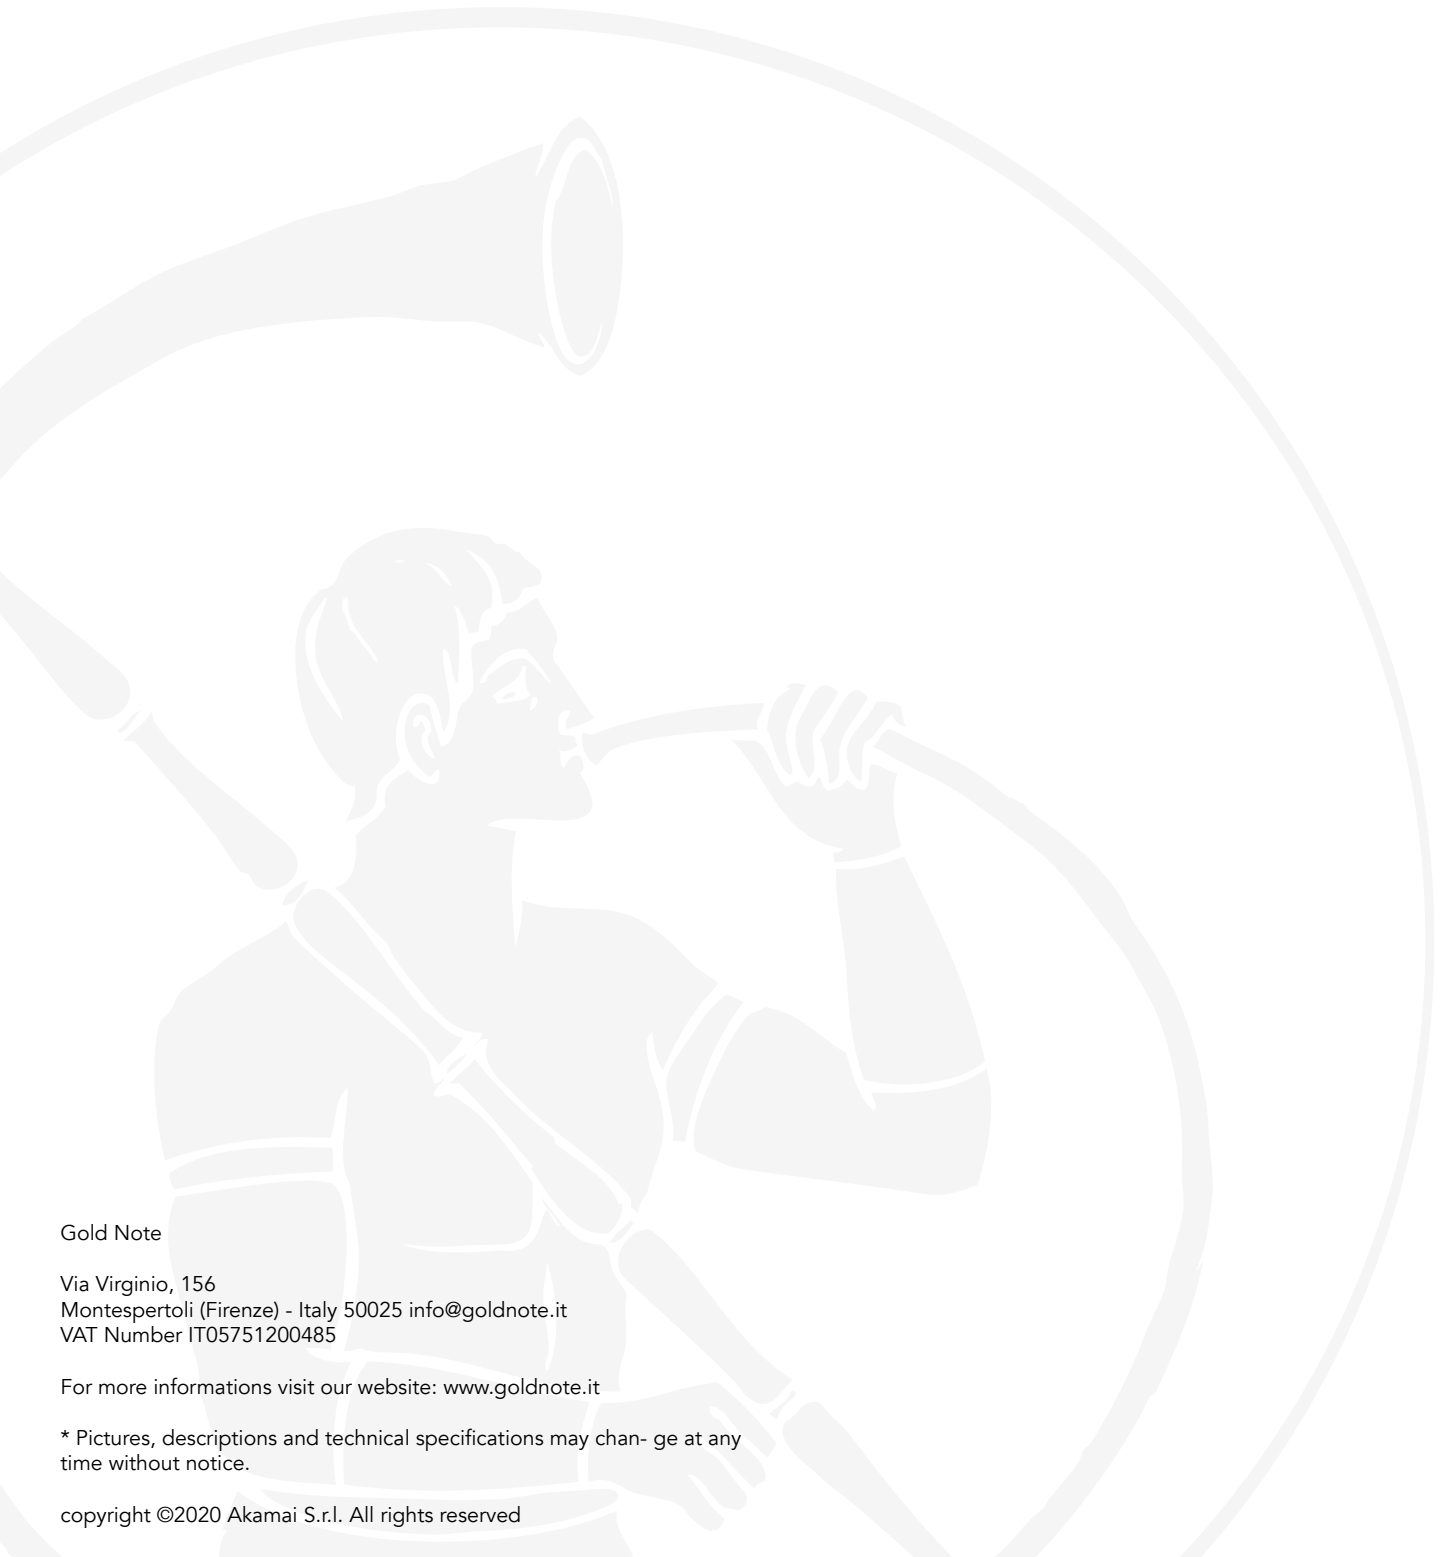 Gold Note
Via Virginio, 156
Montespertoli (Firenze) - Italy 50025 info@goldnote.it
VAT Number IT05751200485
For more informations visit our website: www.goldnote.it
* Pictures, descriptions and technical specifications may chan- ge at any
time without notice.
copyright ©2020 Akamai S.r.l. All rights reserved